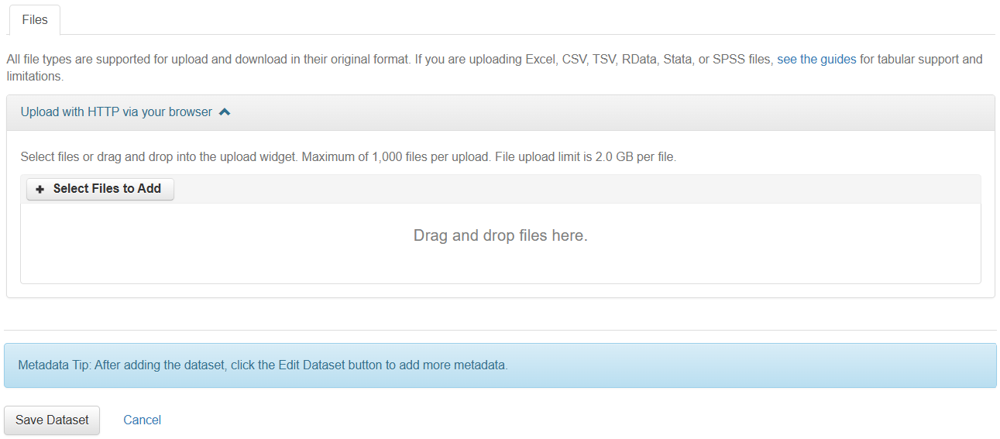 Files
All file types are supported for upload and download in their original format. If you are uploading Excel, CSV, TSV, RData, Stata, or SPSS files, see the guides for tabular support and
limitations.
Upload with HTTP via your browser
Select files or drag and drop into the upload widget. Maximum of 1,000 files per upload. File upload limit is 2.0 GB per file.
Select Files to Add
Drag and drop files here.
Metadata Tip: After adding the dataset, click the Edit Dataset button to add more metadata.
Save Dataset Cancel